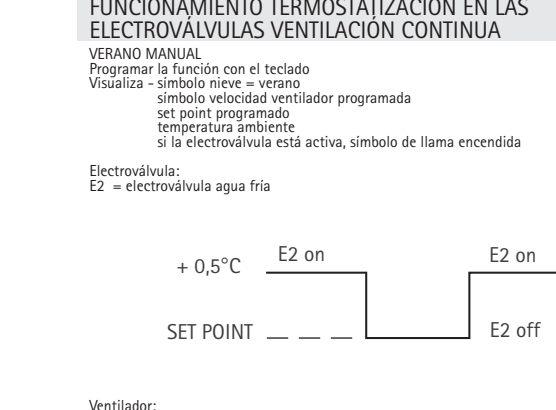 FUNCIONAMIENTO TERMOSTATIZACIÓN EN LAS
ELECTROVÁLVULAS VENTILACIÓN CONTINUA
VERANO MANUAL
Programar la función con el teclado
Visualiza - símbolo nieve = verano
símbolo velocidad ventilador programada
set point programado
temperatura ambiente
si la electroválvula está activa, símbolo de llama encendida
Electroválvula:
E2 = electroválvula agua fría
+ 0,5°C E2 on E2 on
SET POINT E2 off
Ventilador: